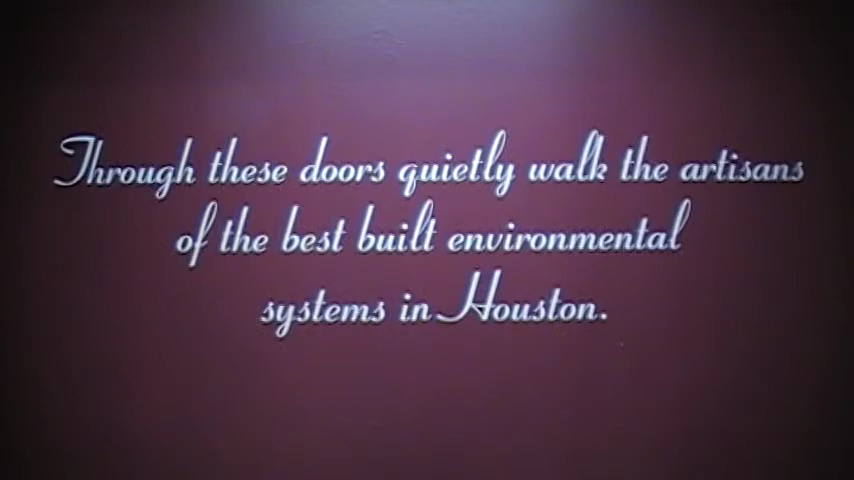 Through these doors quietly walk the artisans
of the best built environmental
systems in Houston.